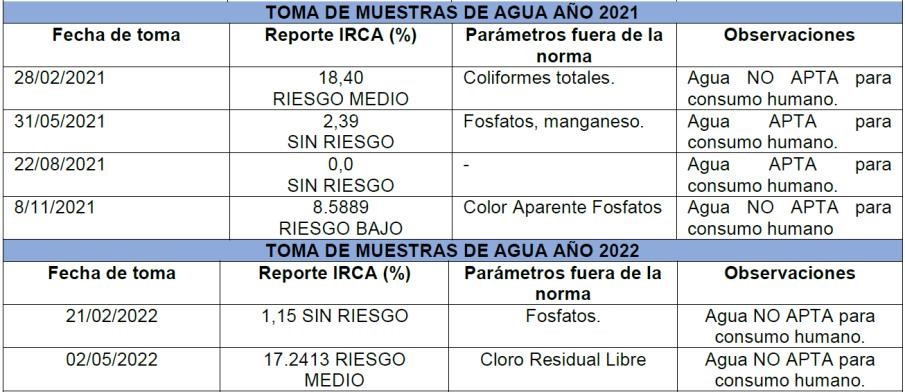 TOMA DE MUESTRAS DE AGUA AÑO 2021
Fecha de toma Reporte IRCA (%) Parámetros fuera de la norma Observaciones
28/02/2021 18,40 RIESGO MEDIO Coliformes totales. Agua NO APTA para consumo humano.
31/05/2021 2,39 SIN RIESGO Fosfatos, manganeso. Agua APTA para consumo humano.
22/08/2021 0,0 SIN RIESGO - Agua APTA para consumo humano.
8/11/2021 8.5889 RIESGO BAJO Color Aparente Fosfatos Agua NO APTA para consumo humano
TOMA DE MUESTRAS DE AGUA AÑO 2022
Fecha de toma Reporte IRCA (%) Parámetros fuera de la norma Observaciones
21/02/2022 1,15 SIN RIESGO Fosfatos. Agua NO APTA para consumo humano.
02/05/2022 17.2413 RIESGO MEDIO Cloro Residual Libre Agua NO APTA para consumo humano.